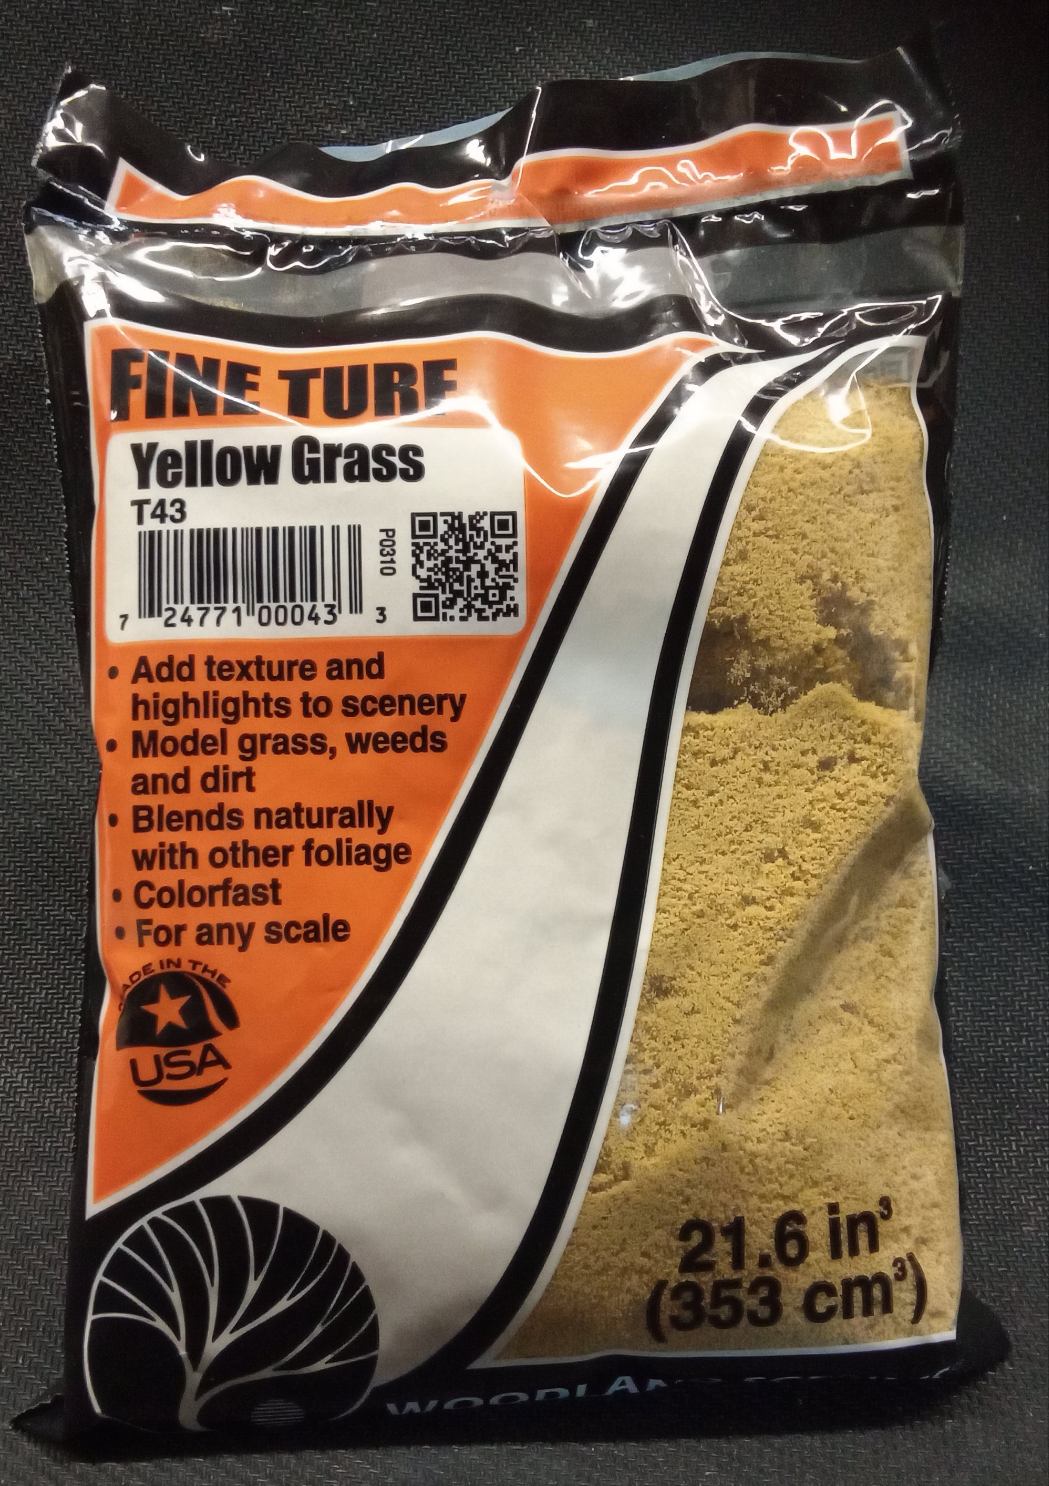 FINE TURF
Yellow Grass
T43
P0310
7 24771 00043 3
• Add texture and
highlights to scenery
• Model grass, weeds
and dirt
• Blends naturally
with other foliage
• Colorfast
• For any scale
MADE IN THE
USA
21.6 in³
(353 cm³)
WOODLAND